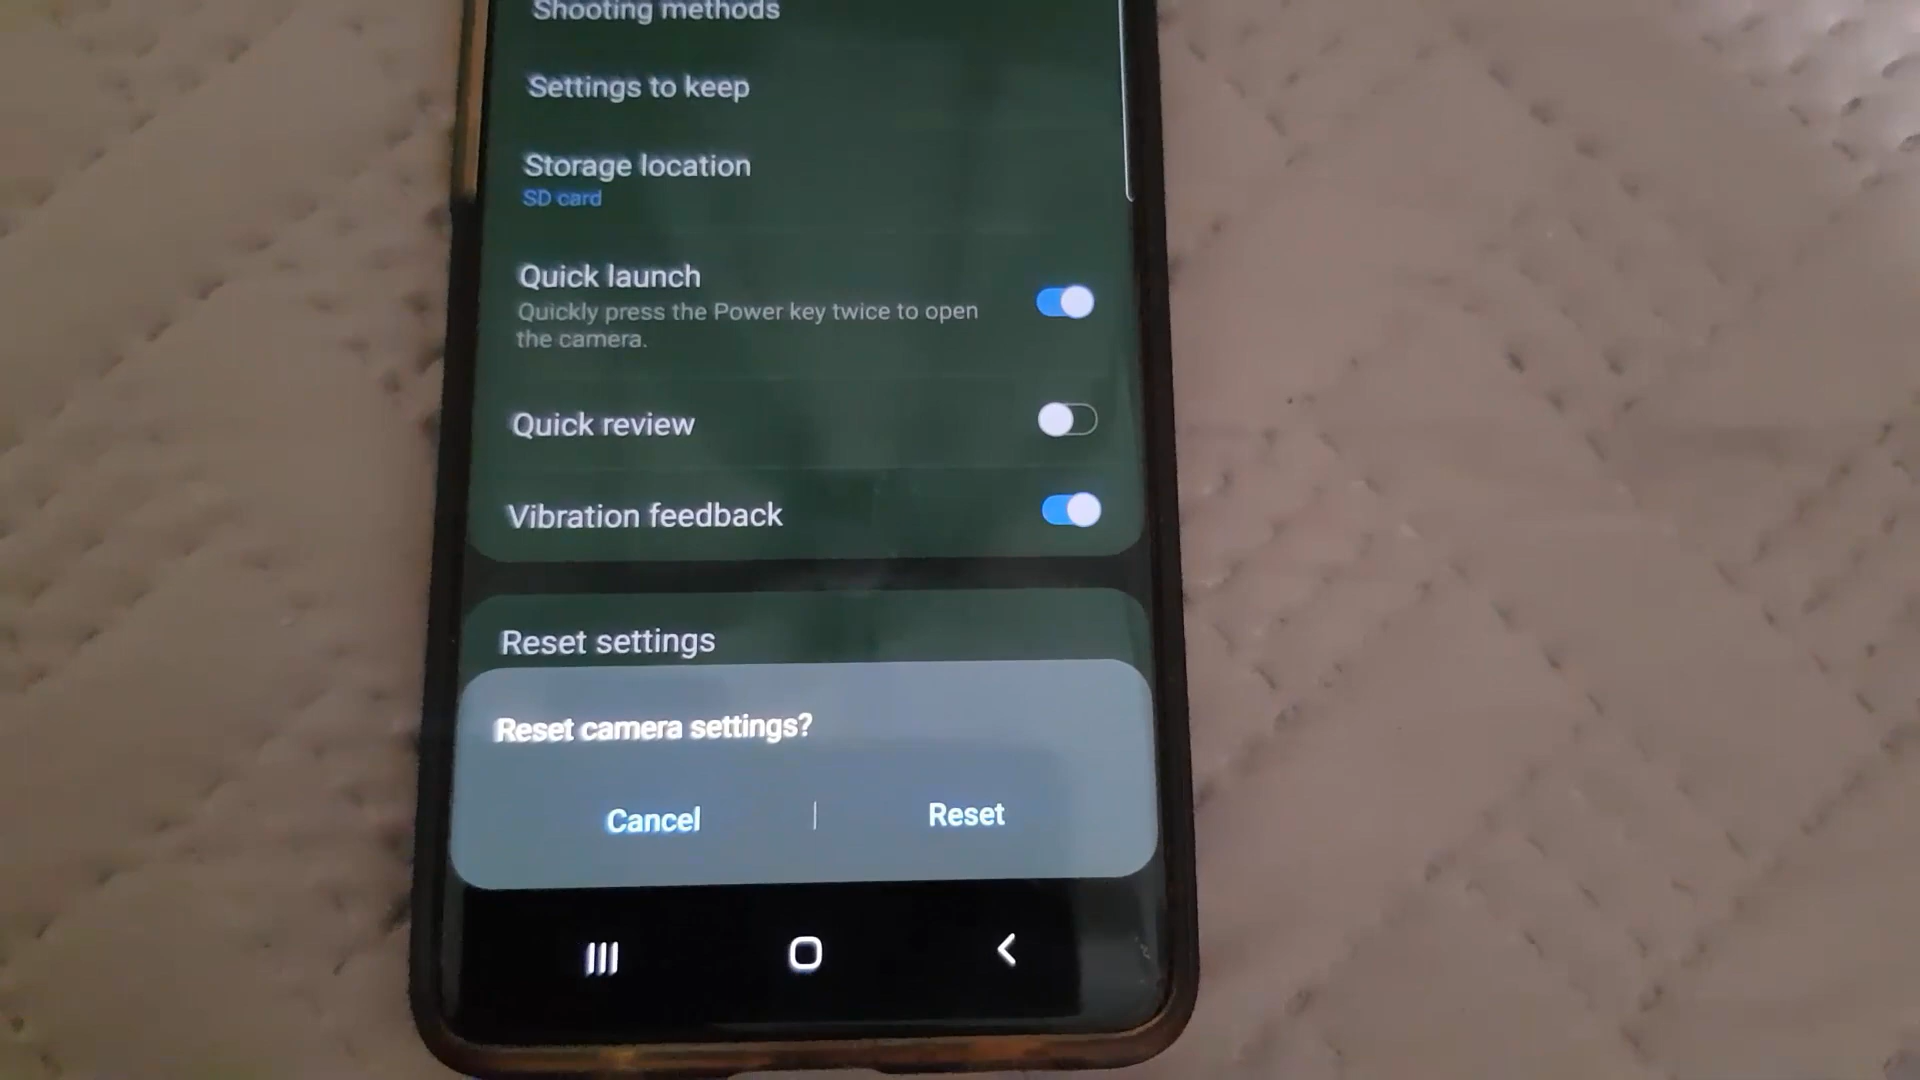 Shooting methods
Settings to keep
Storage location
SD card
Quick launch
Quickly press the Power key twice to open
the camera.
Quick review
Vibration feedback
Reset settings
Reset camera settings?
Cancel | Reset